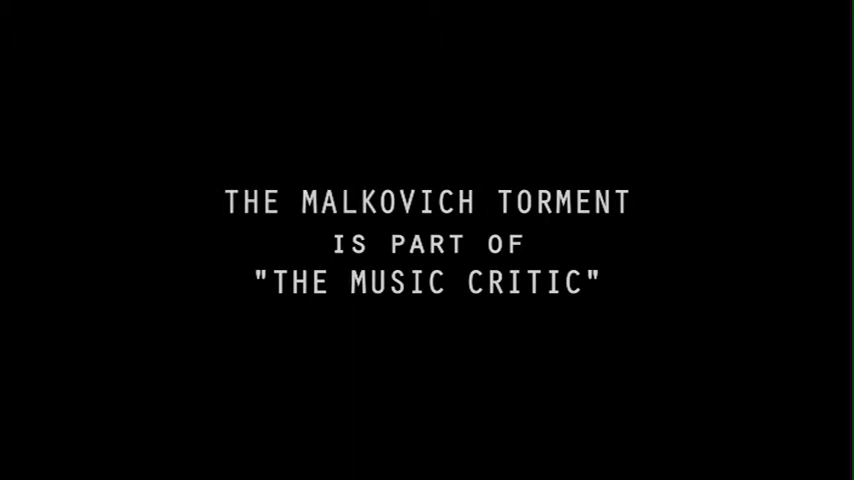 THE MALKOVICH TORMENT
IS PART OF
"THE MUSIC CRITIC"